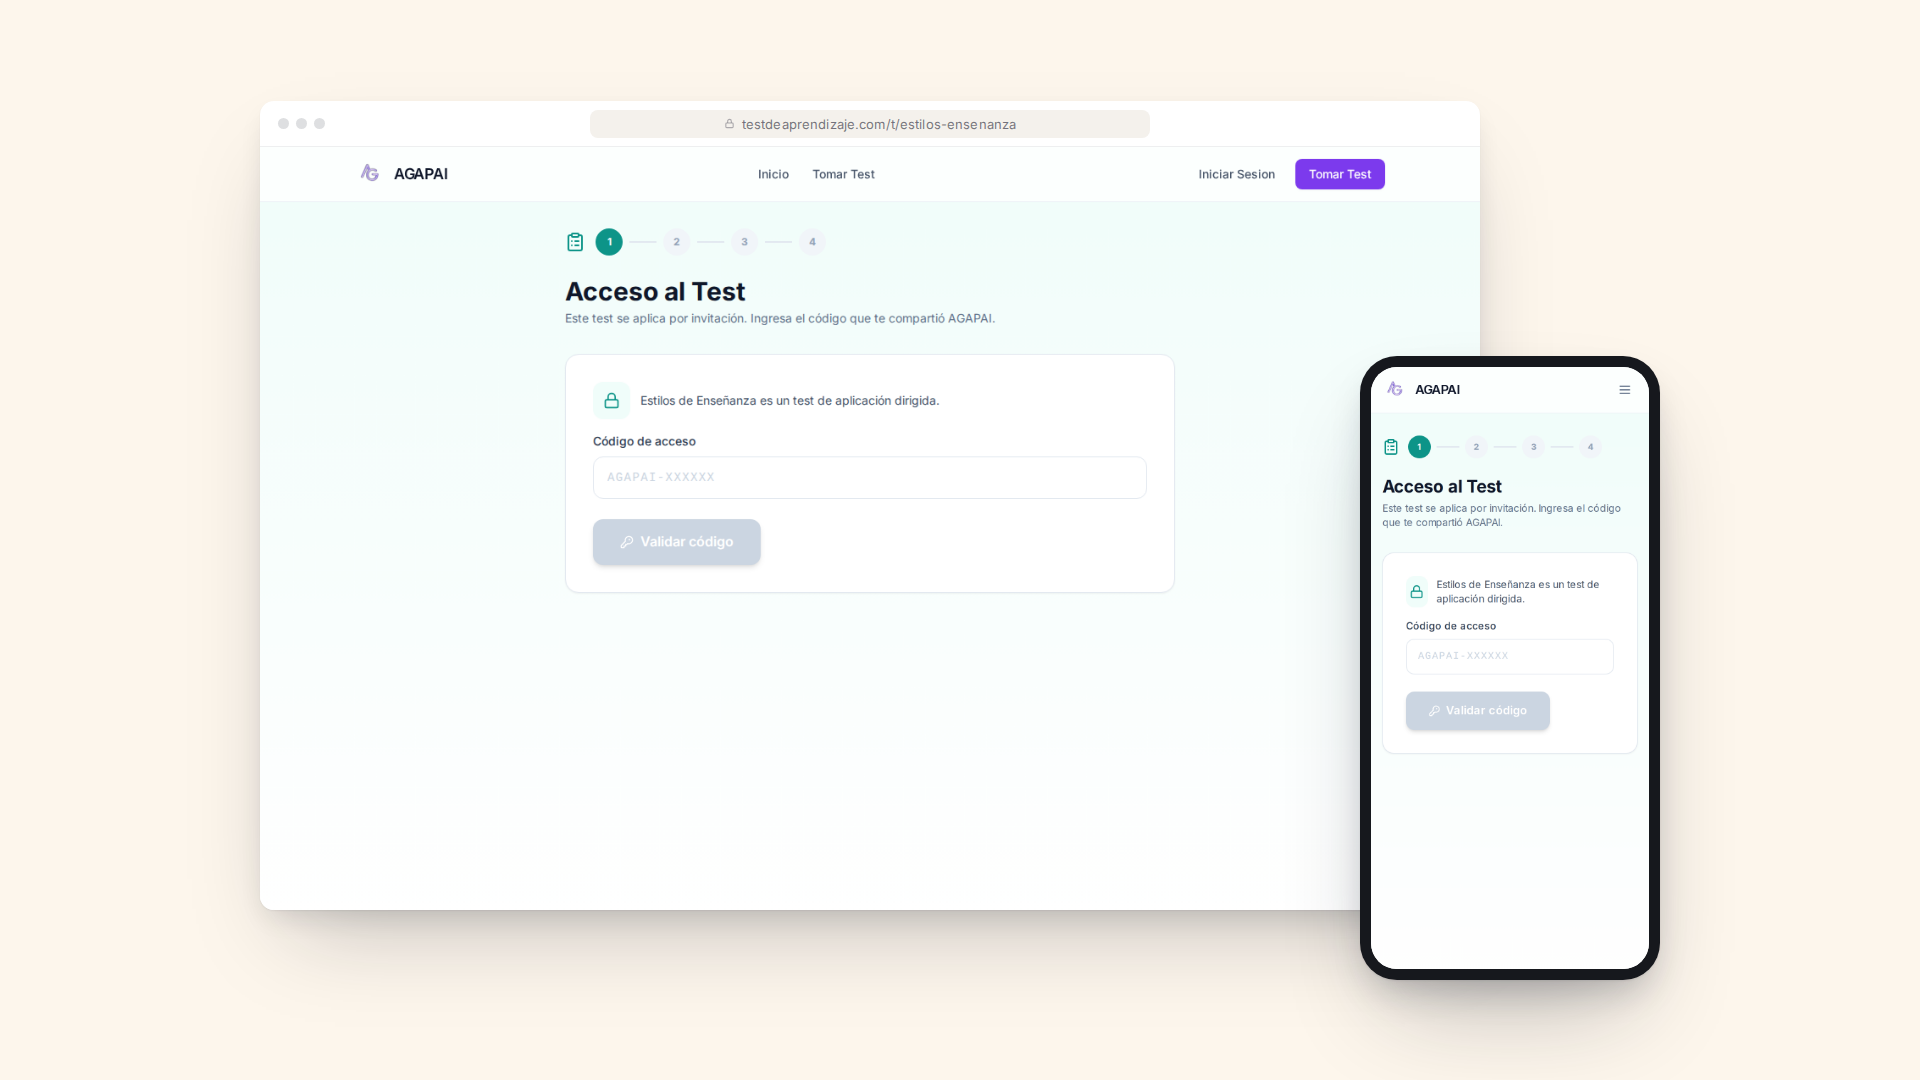 testdeaprendizaje.com/t/estilos-ensenanza
AGAPAI
Inicio
Tomar Test
Iniciar Sesion
Tomar Test
1
2
3
4
Acceso al Test
Este test se aplica por invitación. Ingresa el código que te compartió AGAPAI.
Estilos de Enseñanza es un test de aplicación dirigida.
Código de acceso
AGAPAI-XXXXXX
Validar código
AGAPAI
1
2
3
4
Acceso al Test
Este test se aplica por invitación. Ingresa el código
que te compartió AGAPAI.
Estilos de Enseñanza es un test de
aplicación dirigida.
Código de acceso
AGAPAI-XXXXXX
Validar código